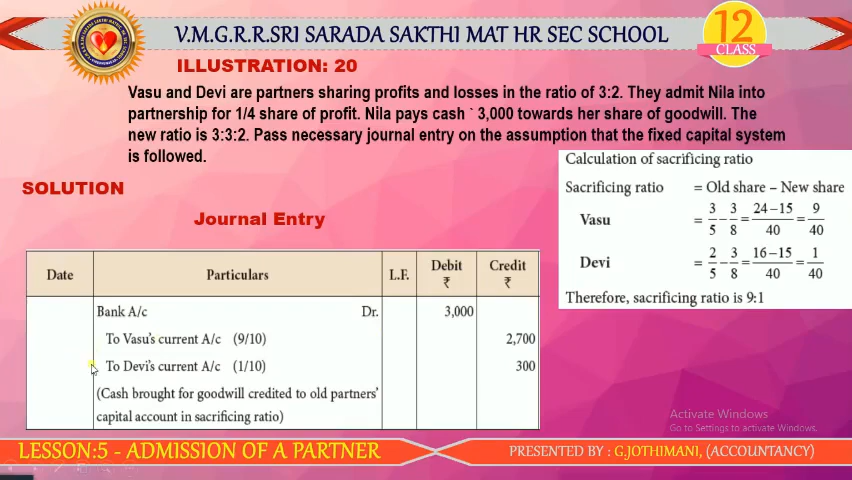 V.M.G.R.R.SRI SARADA SAKTHI MAT HR SEC SCHOOL
12
CLASS
ILLUSTRATION: 20
Vasu and Devi are partners sharing profits and losses in the ratio of 3:2. They admit Nila into
partnership for 1/4 share of profit. Nila pays cash ` 3,000 towards her share of goodwill. The
new ratio is 3:3:2. Pass necessary journal entry on the assumption that the fixed capital system
is followed.
SOLUTION
Journal Entry
Date Particulars L.F. Debit ₹ Credit ₹
Bank A/c Dr. 3,000
To Vasu's current A/c (9/10) 2,700
To Devi's current A/c (1/10) 300
(Cash brought for goodwill credited to old partners'
capital account in sacrificing ratio)
Calculation of sacrificing ratio
Sacrificing ratio = Old share – New share
Vasu = 3/5 – 3/8 = 24–15/40 = 9/40
Devi = 2/5 – 3/8 = 16–15/40 = 1/40
Therefore, sacrificing ratio is 9:1
Activate Windows
Go to Settings to activate Windows.
LESSON:5 - ADMISSION OF A PARTNER
PRESENTED BY : G.JOTHIMANI, (ACCOUNTANCY)